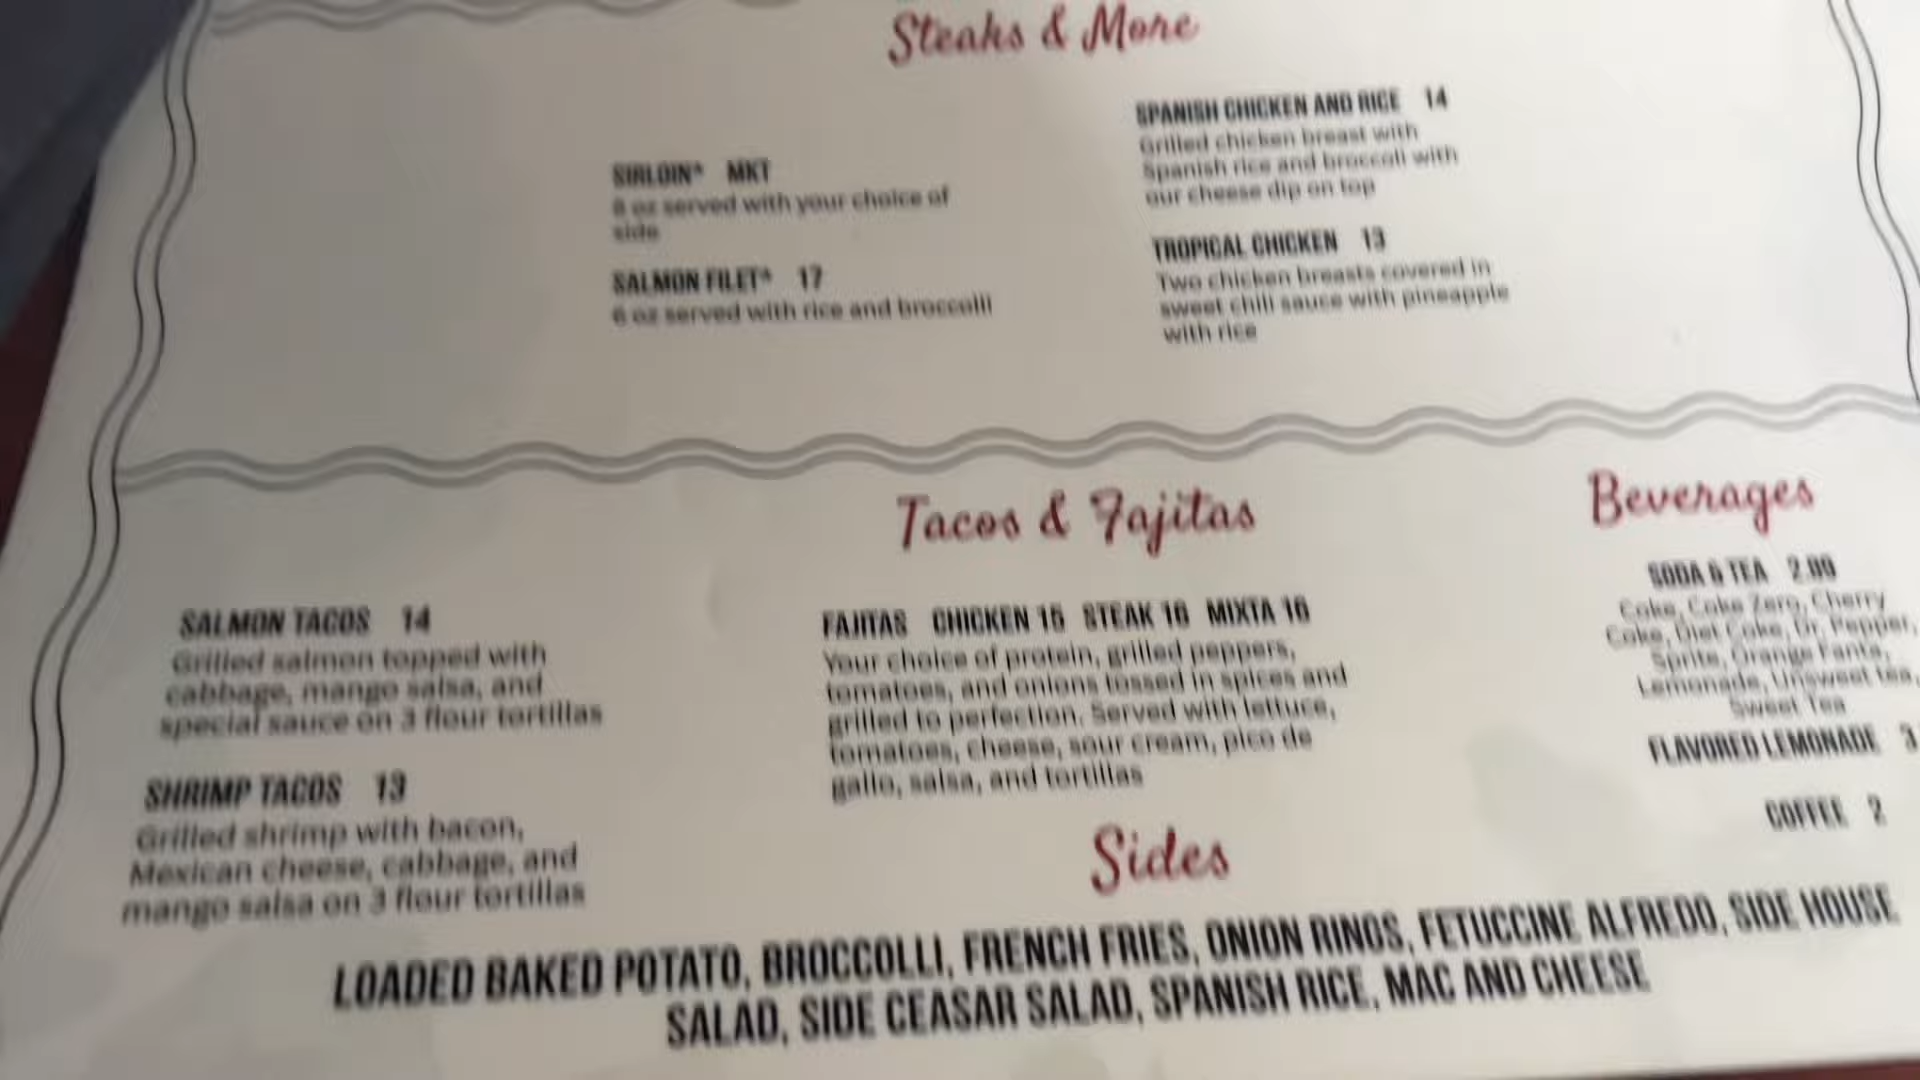 Steaks & More
SIRLOIN* MKT
8 oz served with your choice of
side
SALMON FILET* 17
6 oz served with rice and broccolli
SPANISH CHICKEN AND RICE 14
Grilled chicken breast with
Spanish rice and broccoli with
our cheese dip on top
TROPICAL CHICKEN 13
Two chicken breasts covered in
sweet chili sauce with pineapple
with rice
Tacos & Fajitas
SALMON TACOS 14
Grilled salmon topped with
cabbage, mango salsa, and
special sauce on 3 flour tortillas
SHRIMP TACOS 13
Grilled shrimp with bacon,
Mexican cheese, cabbage, and
mango salsa on 3 flour tortillas
FAJITAS CHICKEN 15 STEAK 16 MIXTA 16
Your choice of protein, grilled peppers,
tomatoes, and onions tossed in spices and
grilled to perfection. Served with lettuce,
tomatoes, cheese, sour cream, pico de
gallo, salsa, and tortillas
Beverages
SODA & TEA 2.99
Coke, Coke Zero, Cherry
Coke, Diet Coke, Dr. Pepper,
Sprite, Orange Fanta,
Lemonade, Unsweet tea,
Sweet Tea
FLAVORED LEMONADE 3
COFFEE 2
Sides
LOADED BAKED POTATO, BROCCOLLI, FRENCH FRIES, ONION RINGS, FETUCCINE ALFREDO, SIDE HOUSE
SALAD, SIDE CEASAR SALAD, SPANISH RICE, MAC AND CHEESE